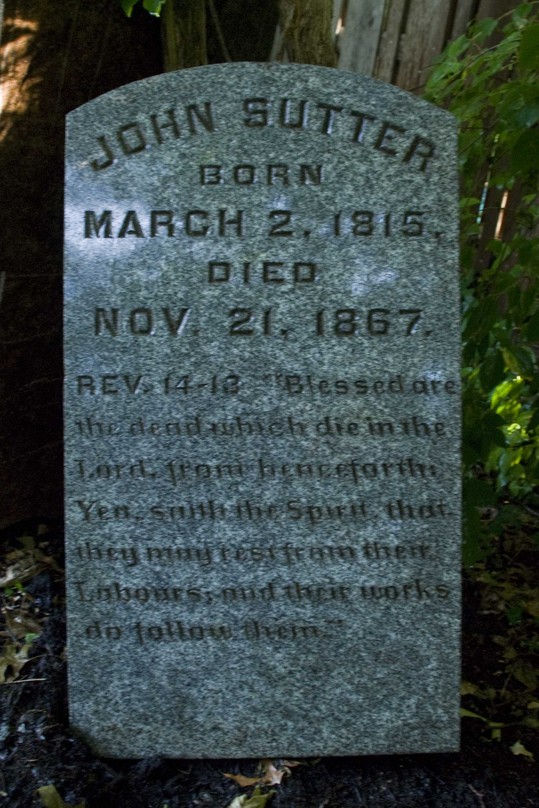 JOHN SUTTER
BORN
MARCH 2, 1815,
DIED
NOV. 21, 1867.
REV. 14-13 "Blessed are
the dead which die in the
Lord, from henceforth:
Yea, saith the Spirit, that
they may rest from their
Labours; and their works
do follow them."